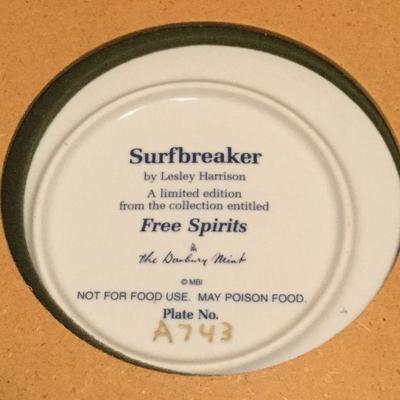 Surfbreaker
by Lesley Harrison
A limited edition
from the collection entitled
Free Spirits
the Danbury Mint
© MBI
NOT FOR FOOD USE. MAY POISON FOOD.
Plate No.
A743